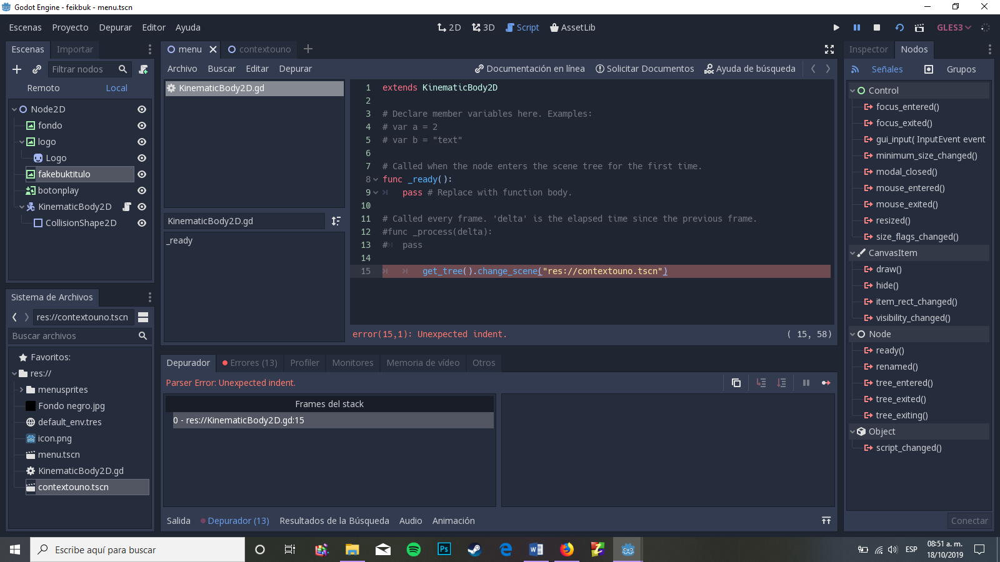 Godot Engine - feikbuk - menu.tscn
Escenas Proyecto Depurar Editor Ayuda
2D 3D Script AssetLib
GLES3
Escenas Importar
Filtrar nodos
Remoto Local
Node2D
fondo
logo
Logo
fakebuktitulo
botonplay
KinematicBody2D
CollisionShape2D
Sistema de Archivos
res://contextouno.tscn
Buscar archivos
Favoritos:
res://
menusprites
Fondo negro.jpg
default_env.tres
icon.png
menu.tscn
KinematicBody2D.gd
contextouno.tscn
menu contextouno
Archivo Buscar Editar Depurar
Documentación en línea Solicitar Documentos Ayuda de búsqueda
KinematicBody2D.gd
KinematicBody2D.gd
_ready
1 extends KinematicBody2D
2
3 # Declare member variables here. Examples:
4 # var a = 2
5 # var b = "text"
6
7 # Called when the node enters the scene tree for the first time.
8 func _ready():
9 pass # Replace with function body.
10
11 # Called every frame. 'delta' is the elapsed time since the previous frame.
12 #func _process(delta):
13 # pass
14
15 get_tree().change_scene("res://contextouno.tscn")
error(15,1): Unexpected indent.
( 15, 58)
Depurador Errores (13) Profiler Monitores Memoria de vídeo Otros
Parser Error: Unexpected indent.
Frames del stack
0 - res://KinematicBody2D.gd:15
Salida Depurador (13) Resultados de la Búsqueda Audio Animación
Inspector Nodos
Señales Grupos
Control
focus_entered()
focus_exited()
gui_input( InputEvent event
minimum_size_changed()
modal_closed()
mouse_entered()
mouse_exited()
resized()
size_flags_changed()
CanvasItem
draw()
hide()
item_rect_changed()
visibility_changed()
Node
ready()
renamed()
tree_entered()
tree_exited()
tree_exiting()
Object
script_changed()
Conectar
Escribe aquí para buscar
Ps
ESP
08:51 a. m.
18/10/2019